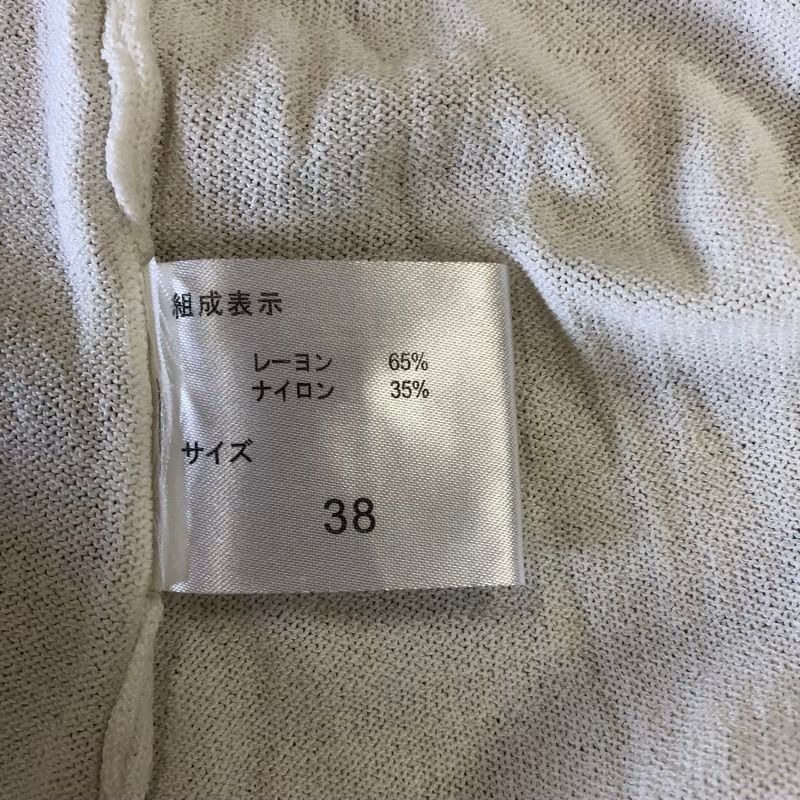 組成表示
レーヨン 65%
ナイロン 35%
サイズ
38